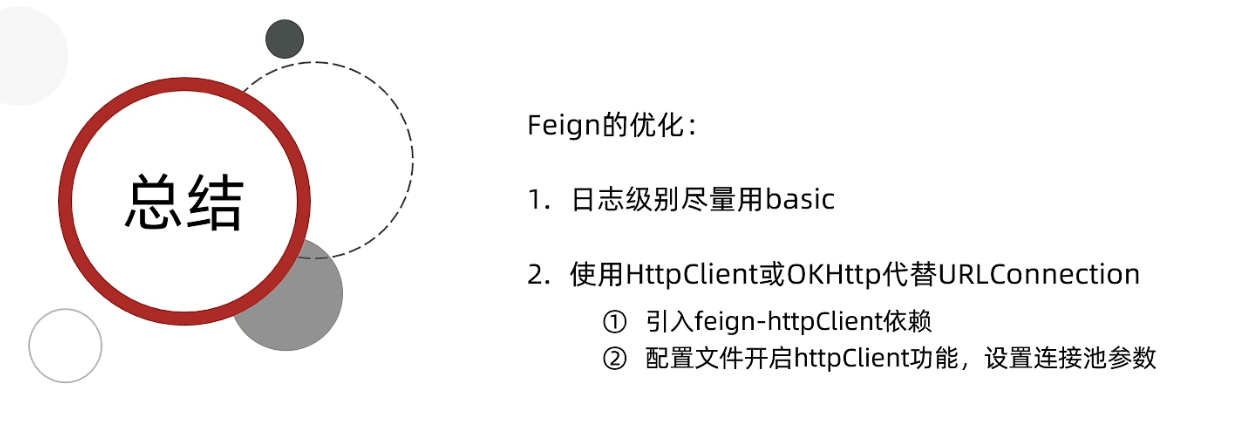 总结
Feign的优化：
1. 日志级别尽量用basic
2. 使用HttpClient或OKHttp代替URLConnection
① 引入feign-httpClient依赖
② 配置文件开启httpClient功能，设置连接池参数